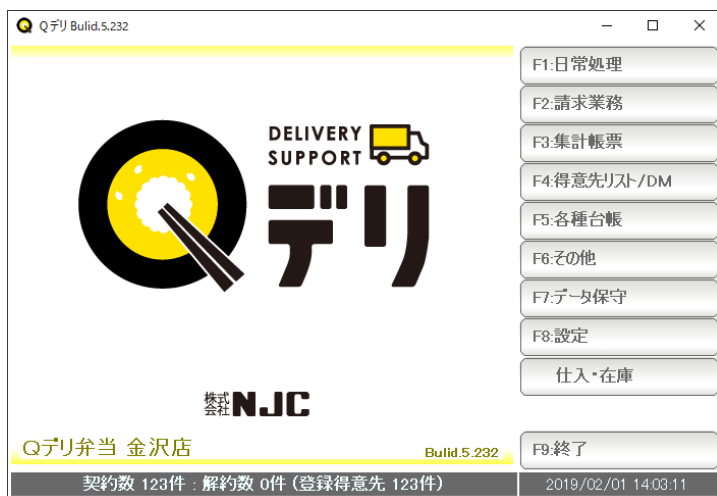 Qデリ Bulid.5.232
DELIVERY
SUPPORT
Qデリ
株式会社NJC
Qデリ弁当 金沢店
Bulid.5.232
F1:日常処理
F2:請求業務
F3:集計帳票
F4:得意先リスト/DM
F5:各種台帳
F6:その他
F7:データ保守
F8:設定
仕入・在庫
F9:終了
契約数 123件 : 解約数 0件 (登録得意先 123件)
2019/02/01 14:03:11